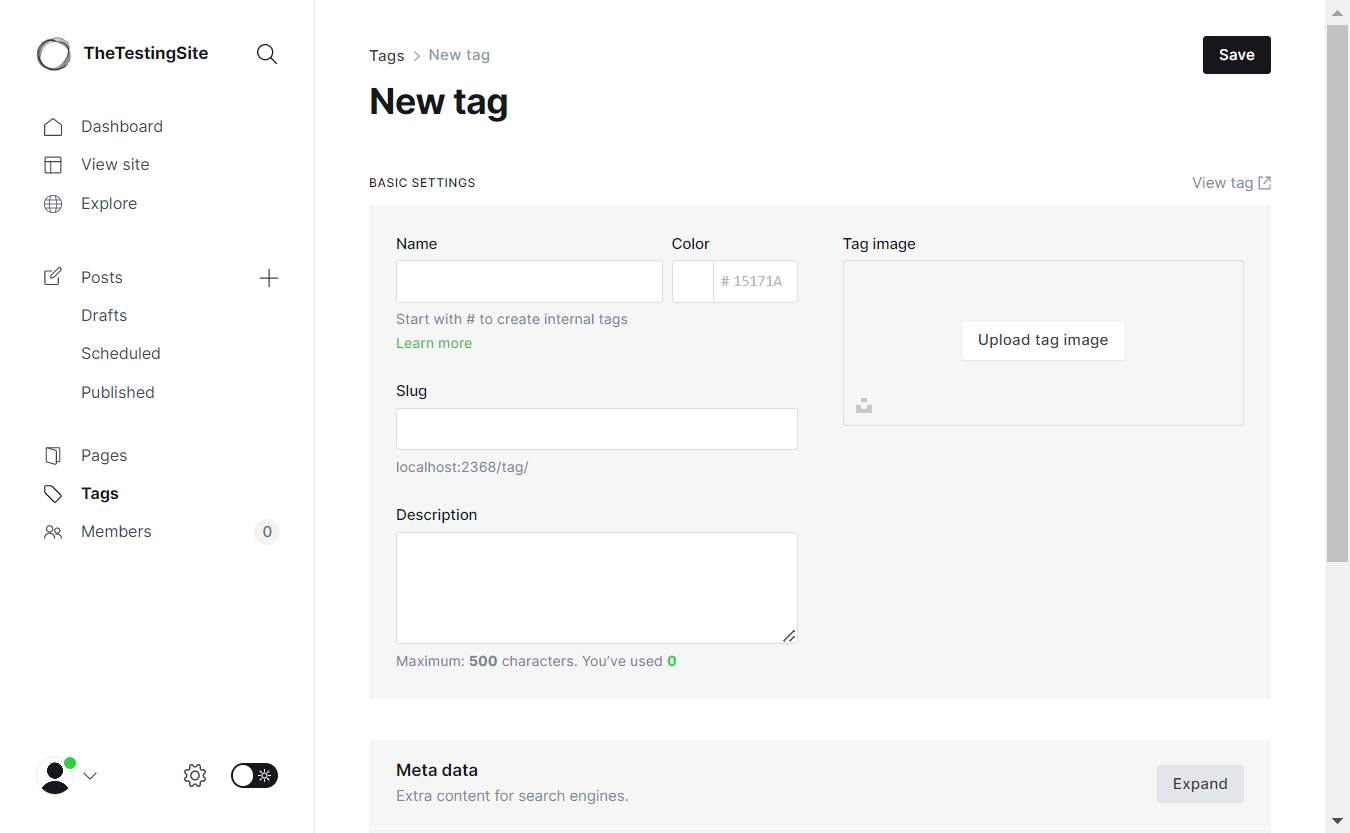 TheTestingSite
Dashboard
View site
Explore
Posts
Drafts
Scheduled
Published
Pages
Tags
Members
0
Tags
New tag
Save
New tag
BASIC SETTINGS
View tag
Name
Color
# 15171A
Start with # to create internal tags
Learn more
Slug
localhost:2368/tag/
Description
Maximum: 500 characters. You’ve used 0
Tag image
Upload tag image
Meta data
Extra content for search engines.
Expand